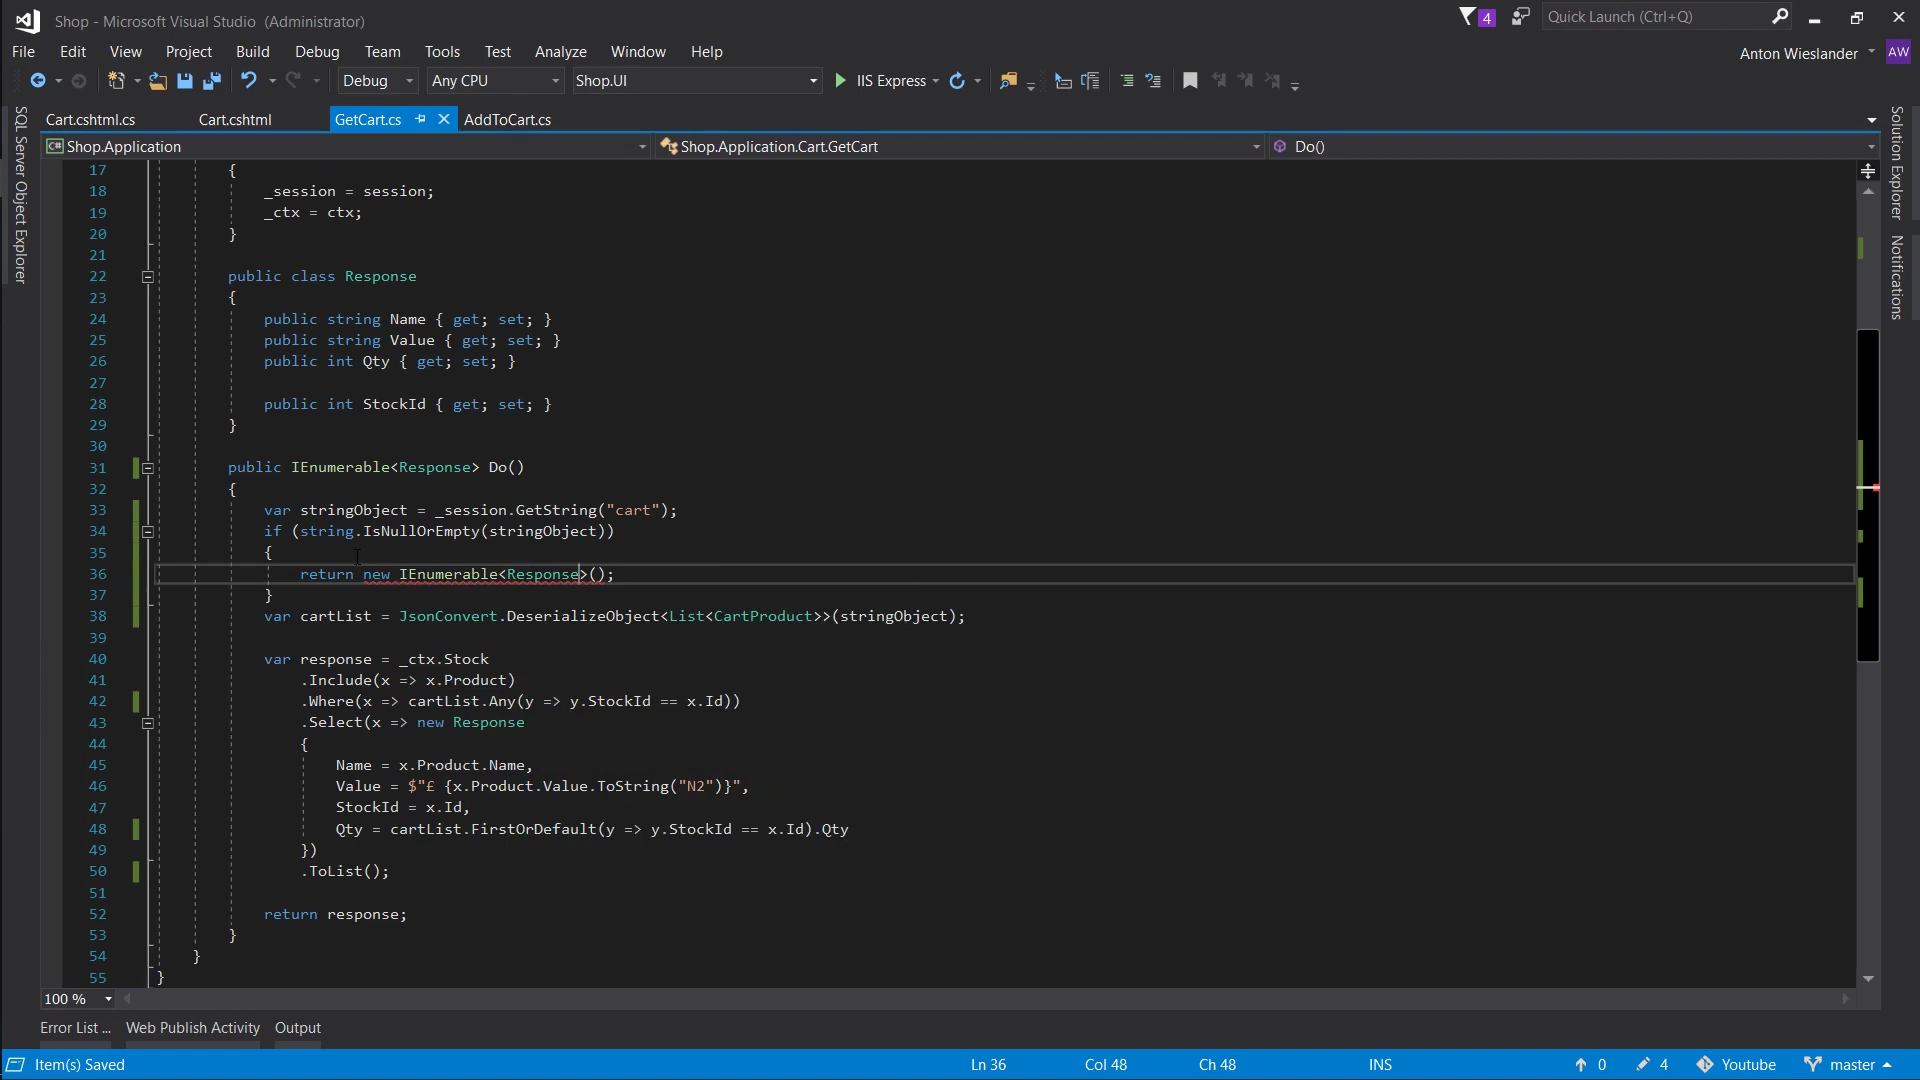 Shop - Microsoft Visual Studio (Administrator)
4
Quick Launch (Ctrl+Q)
File Edit View Project Build Debug Team Tools Test Analyze Window Help
Anton Wieslander AW
Debug Any CPU Shop.UI IIS Express
Cart.cshtml.cs Cart.cshtml GetCart.cs AddToCart.cs
C# Shop.Application Shop.Application.Cart.GetCart Do()
SQL Server Object Explorer
Solution Explorer
Notifications
17 {
18 _session = session;
19 _ctx = ctx;
20 }
21
22 public class Response
23 {
24 public string Name { get; set; }
25 public string Value { get; set; }
26 public int Qty { get; set; }
27
28 public int StockId { get; set; }
29 }
30
31 public IEnumerable<Response> Do()
32 {
33 var stringObject = _session.GetString("cart");
34 if (string.IsNullOrEmpty(stringObject))
35 {
36 return new IEnumerable<Response>();
37 }
38 var cartList = JsonConvert.DeserializeObject<List<CartProduct>>(stringObject);
39
40 var response = _ctx.Stock
41 .Include(x => x.Product)
42 .Where(x => cartList.Any(y => y.StockId == x.Id))
43 .Select(x => new Response
44 {
45 Name = x.Product.Name,
46 Value = $"£ {x.Product.Value.ToString("N2")}",
47 StockId = x.Id,
48 Qty = cartList.FirstOrDefault(y => y.StockId == x.Id).Qty
49 })
50 .ToList();
51
52 return response;
53 }
54 }
55 }
100 %
Error List ... Web Publish Activity Output
Item(s) Saved Ln 36 Col 48 Ch 48 INS 0 4 Youtube master